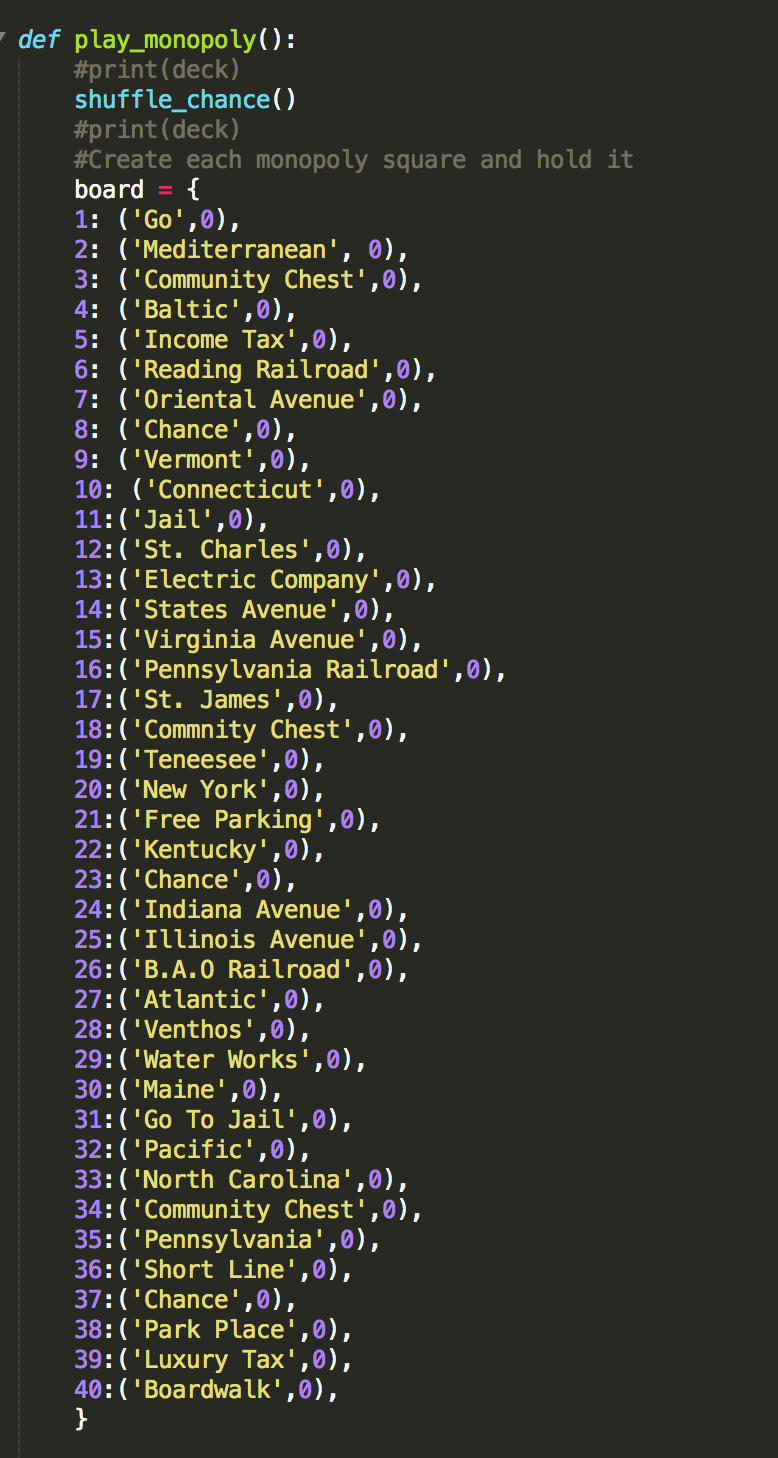 def play_monopoly():
#print(deck)
shuffle_chance()
#print(deck)
#Create each monopoly square and hold it
board = {
1: ('Go',0),
2: ('Mediterranean', 0),
3: ('Community Chest',0),
4: ('Baltic',0),
5: ('Income Tax',0),
6: ('Reading Railroad',0),
7: ('Oriental Avenue',0),
8: ('Chance',0),
9: ('Vermont',0),
10: ('Connecticut',0),
11:('Jail',0),
12:('St. Charles',0),
13:('Electric Company',0),
14:('States Avenue',0),
15:('Virginia Avenue',0),
16:('Pennsylvania Railroad',0),
17:('St. James',0),
18:('Commnity Chest',0),
19:('Teneesee',0),
20:('New York',0),
21:('Free Parking',0),
22:('Kentucky',0),
23:('Chance',0),
24:('Indiana Avenue',0),
25:('Illinois Avenue',0),
26:('B.A.O Railroad',0),
27:('Atlantic',0),
28:('Venthos',0),
29:('Water Works',0),
30:('Maine',0),
31:('Go To Jail',0),
32:('Pacific',0),
33:('North Carolina',0),
34:('Community Chest',0),
35:('Pennsylvania',0),
36:('Short Line',0),
37:('Chance',0),
38:('Park Place',0),
39:('Luxury Tax',0),
40:('Boardwalk',0),
}